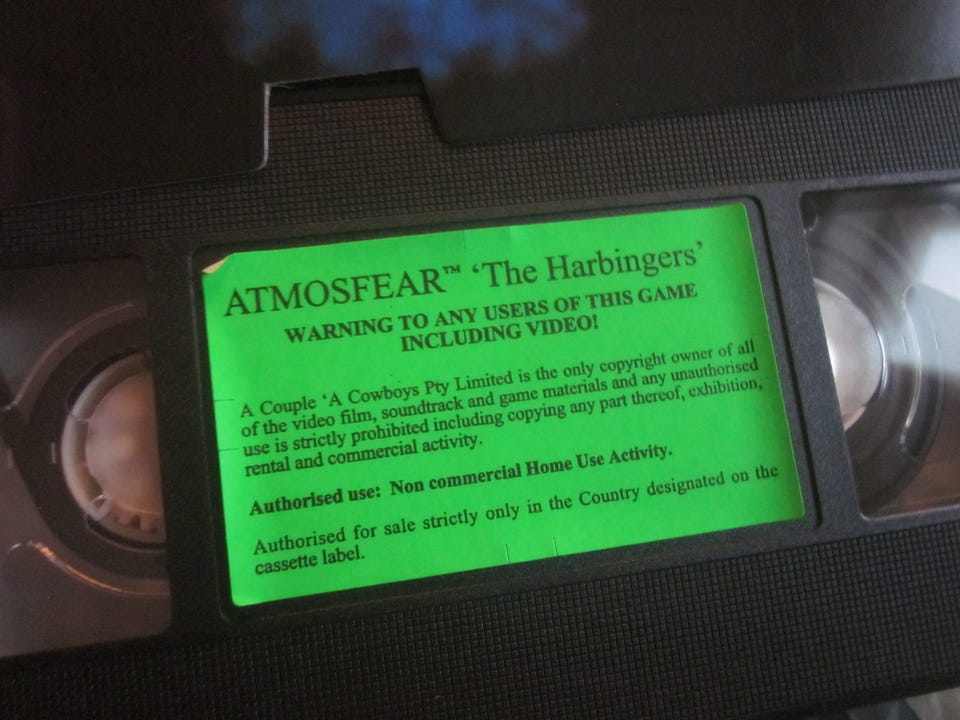 ATMOSFEAR™ 'The Harbingers'
WARNING TO ANY USERS OF THIS GAME
INCLUDING VIDEO!
A Couple 'A Cowboys Pty Limited is the only copyright owner of all
of the video film, soundtrack and game materials and any unauthorised
use is strictly prohibited including copying any part thereof, exhibition,
rental and commercial activity.
Authorised use: Non commercial Home Use Activity.
Authorised for sale strictly only in the Country designated on the
cassette label.